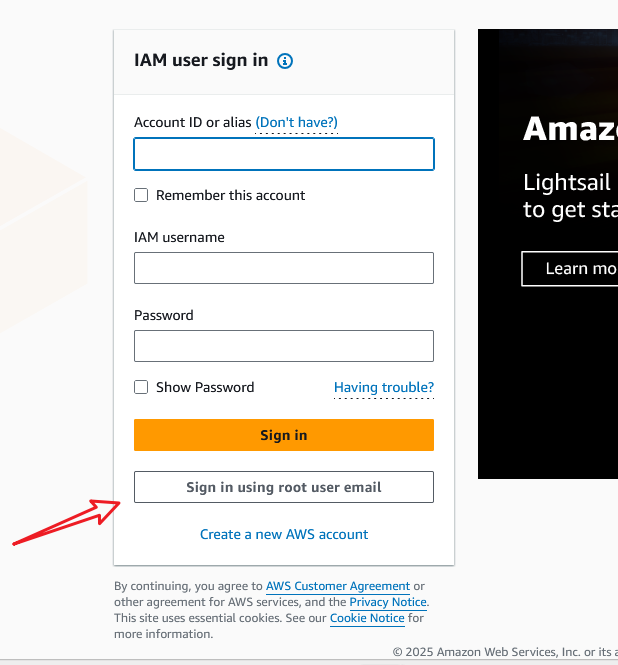 IAM user sign in
Account ID or alias (Don't have?)
Remember this account
IAM username
Password
Show Password
Having trouble?
Sign in
Sign in using root user email
Create a new AWS account
By continuing, you agree to AWS Customer Agreement or
other agreement for AWS services, and the Privacy Notice.
This site uses essential cookies. See our Cookie Notice for
more information.
Lightsail
to get
Learn
© 2025 Amazon Web Services, Inc. or its